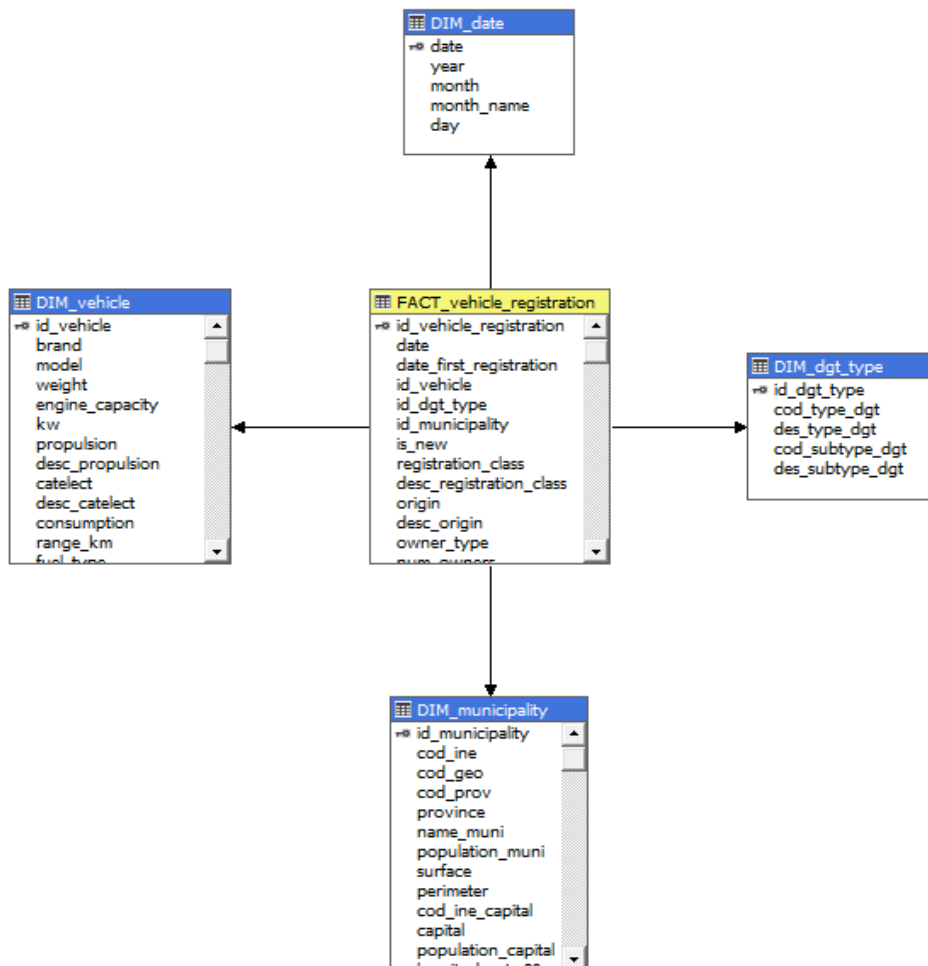 DIM_date
date
year
month
month_name
day
DIM_vehicle
id_vehicle
brand
model
weight
engine_capacity
kw
propulsion
desc_propulsion
catelect
desc_catelect
consumption
range_km
fuel_type
FACT_vehicle_registration
id_vehicle_registration
date
date_first_registration
id_vehicle
id_dgt_type
id_municipality
is_new
registration_class
desc_registration_class
origin
desc_origin
owner_type
num_owners
DIM_dgt_type
id_dgt_type
cod_type_dgt
des_type_dgt
cod_subtype_dgt
des_subtype_dgt
DIM_municipality
id_municipality
cod_ine
cod_geo
cod_prov
province
name_muni
population_muni
surface
perimeter
cod_ine_capital
capital
population_capital